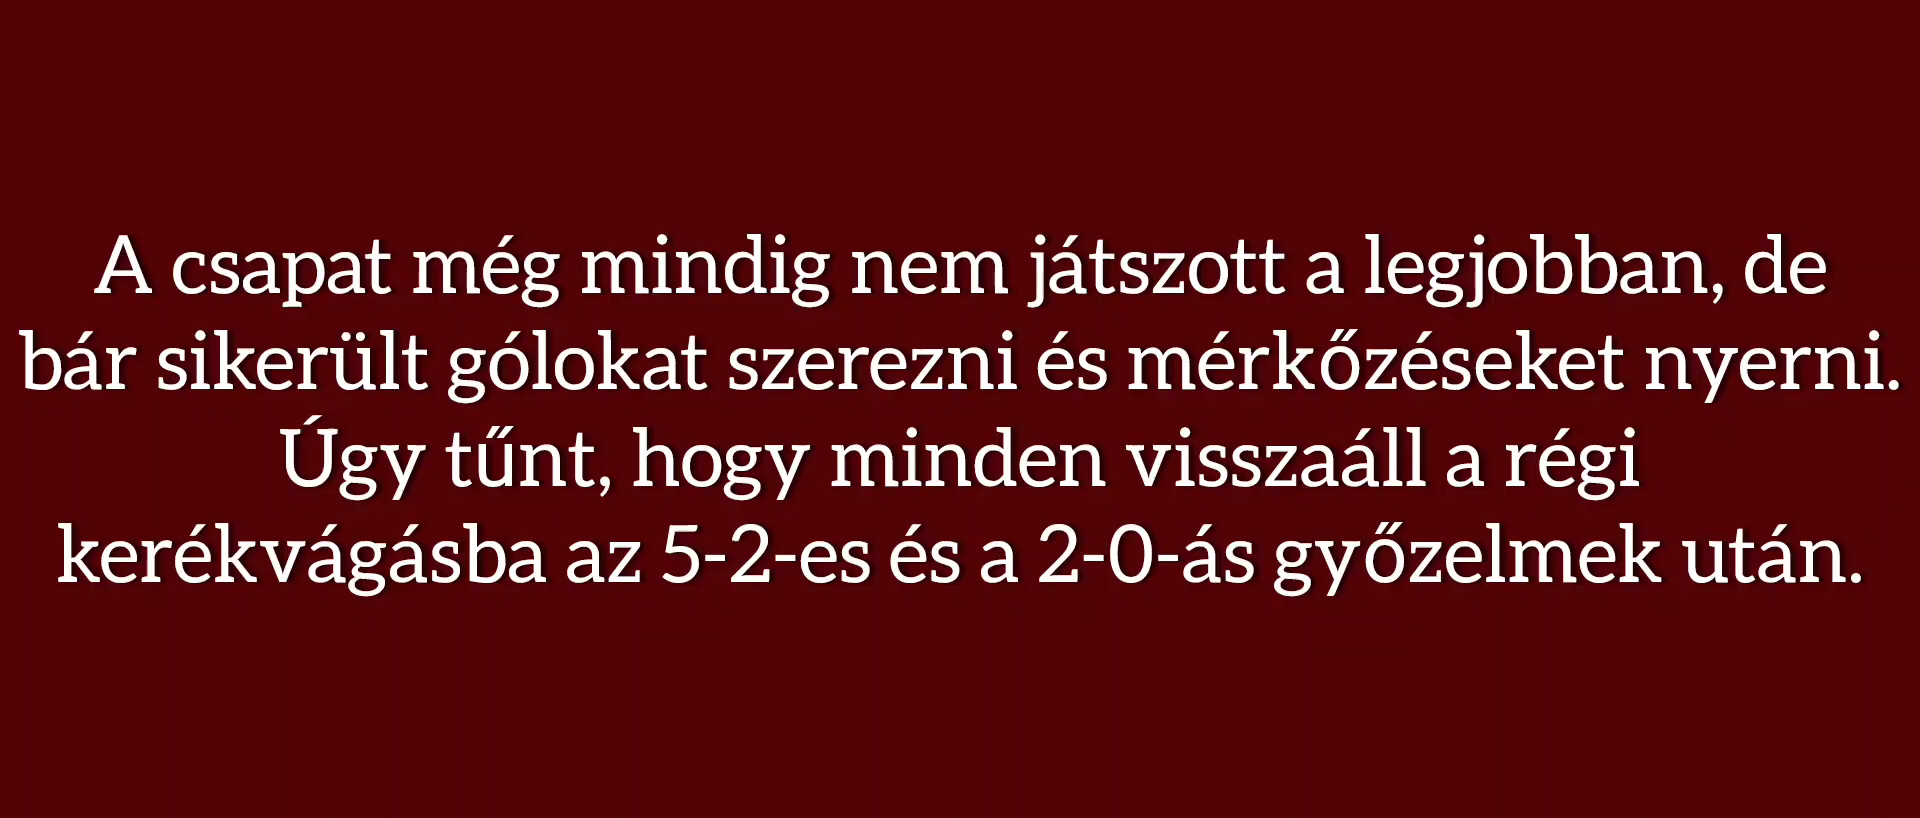 A csapat még mindig nem játszott a legjobban, de
bár sikerült gólokat szerezni és mérkőzéseket nyerni.
Úgy tűnt, hogy minden visszaáll a régi
kerékvágásba az 5-2-es és a 2-0-ás győzelmek után.